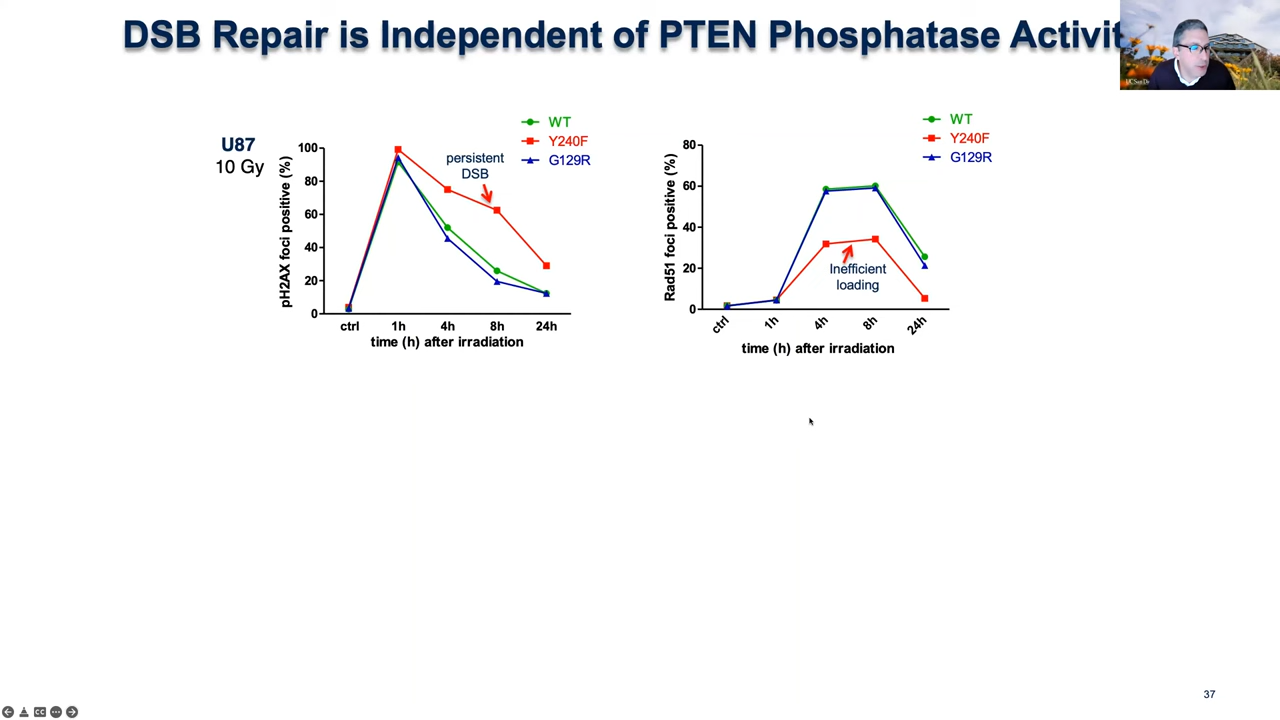 DSB Repair is Independent of PTEN Phosphatase Activit
U87
10 Gy
WT
Y240F
G129R
persistent
DSB
pH2AX foci positive (%)
100
80
60
40
20
0
ctrl
1h
4h
8h
24h
time (h) after irradiation
WT
Y240F
G129R
Rad51 foci positive (%)
80
60
40
20
0
Inefficient
loading
ctrl
1h
4h
8h
24h
time (h) after irradiation
37
CC